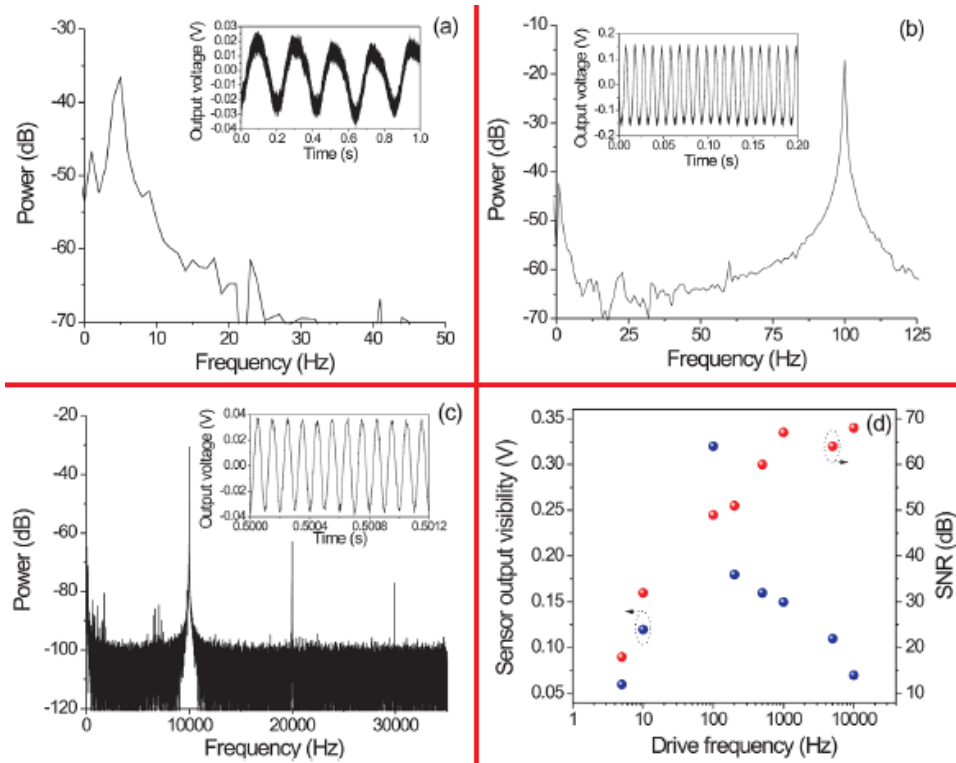 (a)
-30
-40
-50
-60
-70
Power (dB)
0 10 20 30 40 50
Frequency (Hz)
0.03
0.02
0.01
0.00
-0.01
-0.02
-0.03
-0.04
Output voltage (V)
0.0 0.2 0.4 0.6 0.8 1.0
Time (s)
(b)
-10
-20
-30
-40
-50
-60
-70
Power (dB)
0 25 50 75 100 125
Frequency (Hz)
0.2
0.1
0.0
-0.1
-0.2
Output voltage (V)
0.00 0.05 0.10 0.15 0.20
Time (s)
(c)
-20
-40
-60
-80
-100
-120
Power (dB)
0 10000 20000 30000
Frequency (Hz)
0.04
0.02
0.00
-0.02
-0.04
Output voltage (V)
0.5000 0.5004 0.5008 0.5012
Time (s)
(d)
0.35
0.30
0.25
0.20
0.15
0.10
0.05
Sensor output visibility (V)
70
60
50
40
30
20
10
SNR (dB)
1 10 100 1000 10000
Drive frequency (Hz)